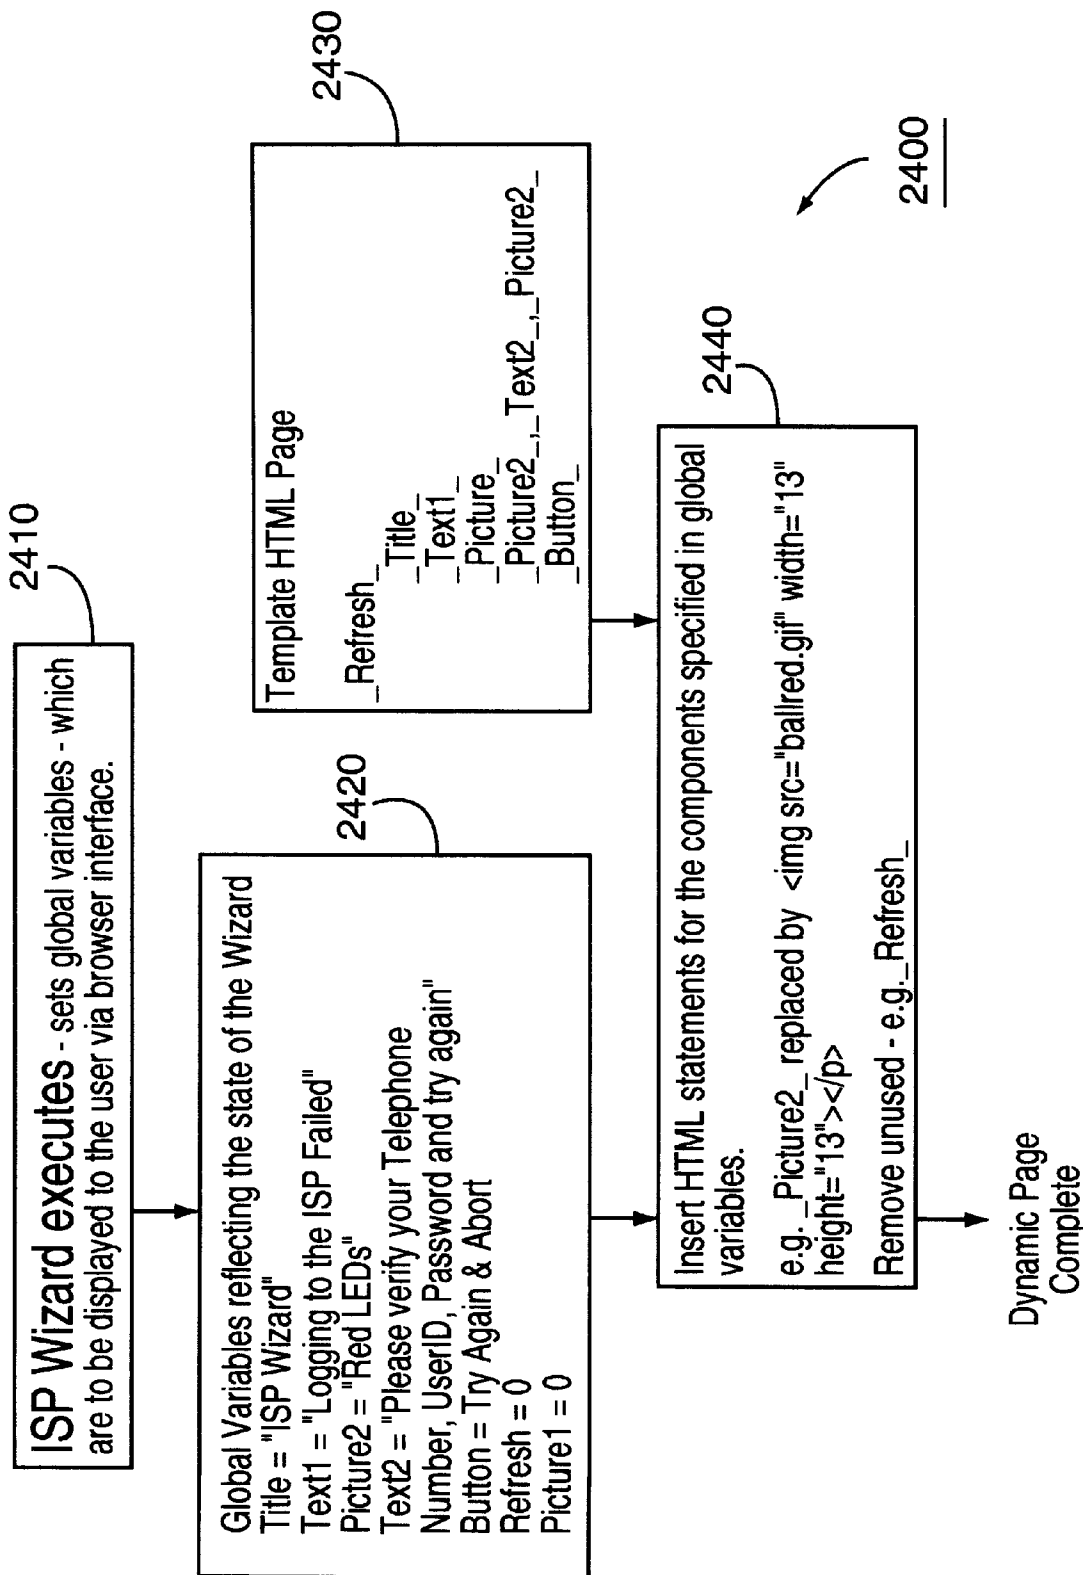 ISP Wizard executes - sets global variables - which
are to be displayed to the user via browser interface.
2410
Global Variables reflecting the state of the Wizard
Title = "ISP Wizard"
Text1 = "Logging to the ISP Failed"
Picture2 = "Red LEDs"
Text2 = "Please verify your Telephone
Number, UserID, Password and try again"
Button = Try Again & Abort
Refresh = 0
Picture1 = 0
2420
Template HTML Page
_Refresh_
_Title_
_Text1_
_Picture_
_Picture2_,_Text2_,_Picture2_
_Button_
2430
Insert HTML statements for the components specified in global
variables.
e.g. _Picture2_ replaced by <img src="ballred.gif" width="13"
height="13"></p>
Remove unused - e.g._Refresh_
2440
Dynamic Page
Complete
2400